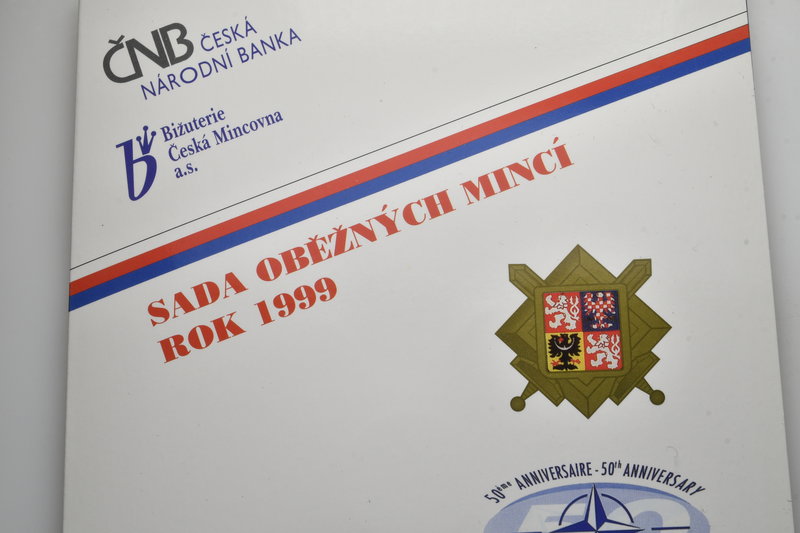 ČNB ČESKÁ
NÁRODNÍ BANKA
b Bižuterie
Česká Mincovna
a.s.
SADA OBĚŽNÝCH MINCÍ
ROK 1999
50ème ANNIVERSAIRE - 50th ANNIVERSARY